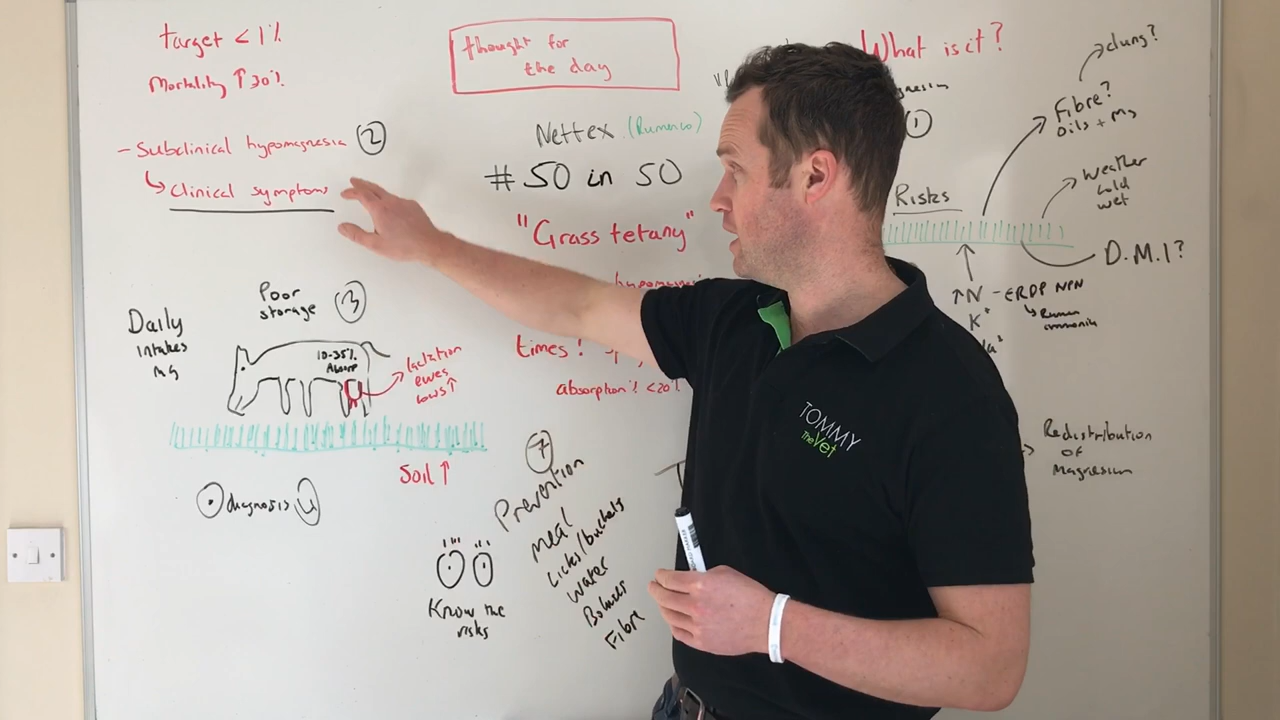 target < 1%
Mortality ↑ 30%
- Subclinical hypomagnesia ②
↳ Clinical symptoms
Poor
storage ③
Daily
intakes
mg
10-35%
Absorp
lactation
ewes
cows ↑
Soil ↑
diagnosis ④
thought for
the day
Nettex (Rumenco)
# 50 in 50
"Grass tetany"
times!
absorption % <20%
⑦
Prevention
meal
Licks/buckets
Water
Boluses
Fibre
Know the
risks
What is it?
①
Risks
dung?
Fibre?
Oils + Mg
Weather
cold
wet
D.M.I?
↑N - ERDP NPN
↳ Rumen
ammonia
K+
Redistribution
of
Magnesium
TOMMY
The Vet